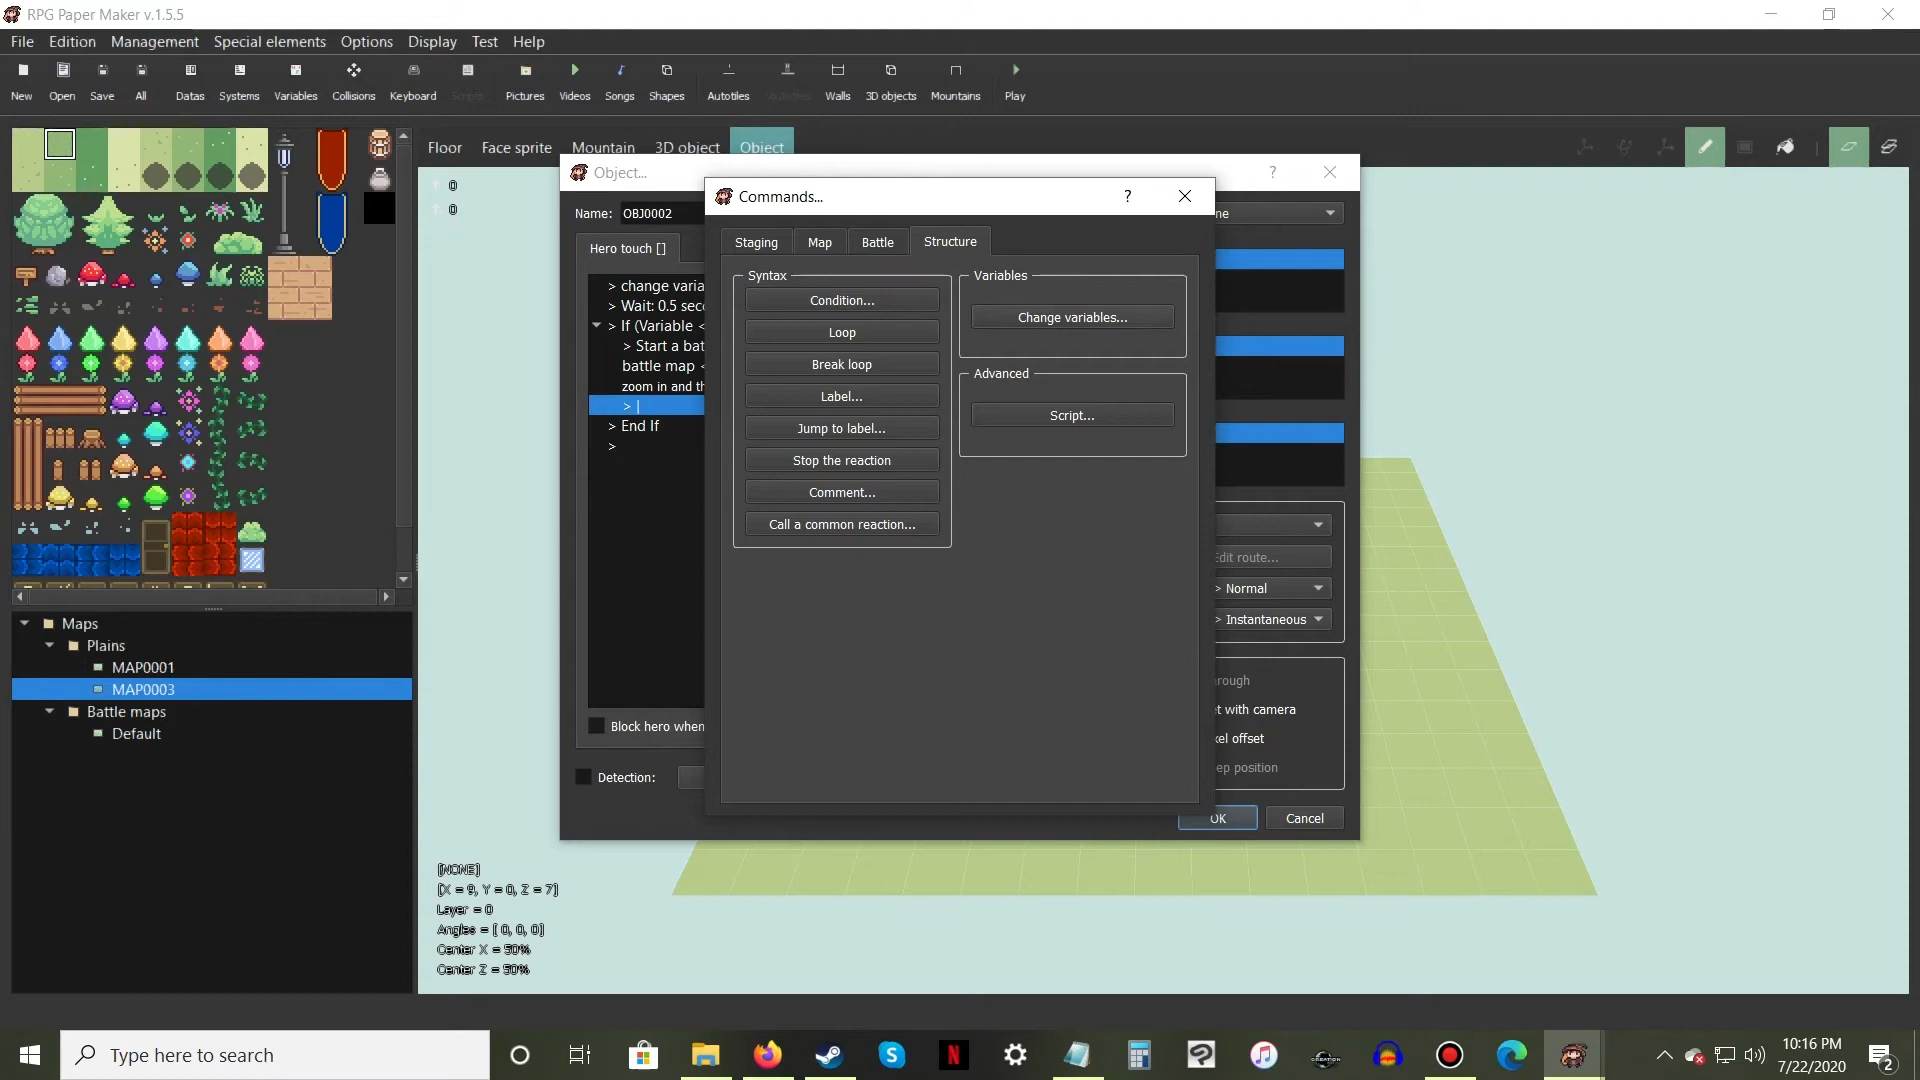 RPG Paper Maker v.1.5.5
File Edition Management Special elements Options Display Test Help
New Open Save All Datas Systems Variables Collisions Keyboard Scripts Pictures Videos Songs Shapes Autotiles Walls 3D objects Mountains Play
Floor Face sprite Mountain 3D object Object
0
0
Object...
?
Name: OBJ0002
ne
Hero touch []
> change varia
> Wait: 0.5 seco
> If (Variable <
> Start a bat
battle map <
zoom in and th
> |
> End If
>
Block hero when
Detection:
Commands...
?
Staging Map Battle Structure
Syntax
Condition...
Loop
Break loop
Label...
Jump to label...
Stop the reaction
Comment...
Call a common reaction...
Variables
Change variables...
Advanced
Script...
Edit route...
> Normal
> Instantaneous
rough
t with camera
el offset
ep position
OK
Cancel
Maps
Plains
MAP0001
MAP0003
Battle maps
Default
[NONE]
[X = 9, Y = 0, Z = 7]
Layer = 0
Angles = [ 0, 0, 0]
Center X = 50%
Center Z = 50%
Type here to search
10:16 PM
7/22/2020
2